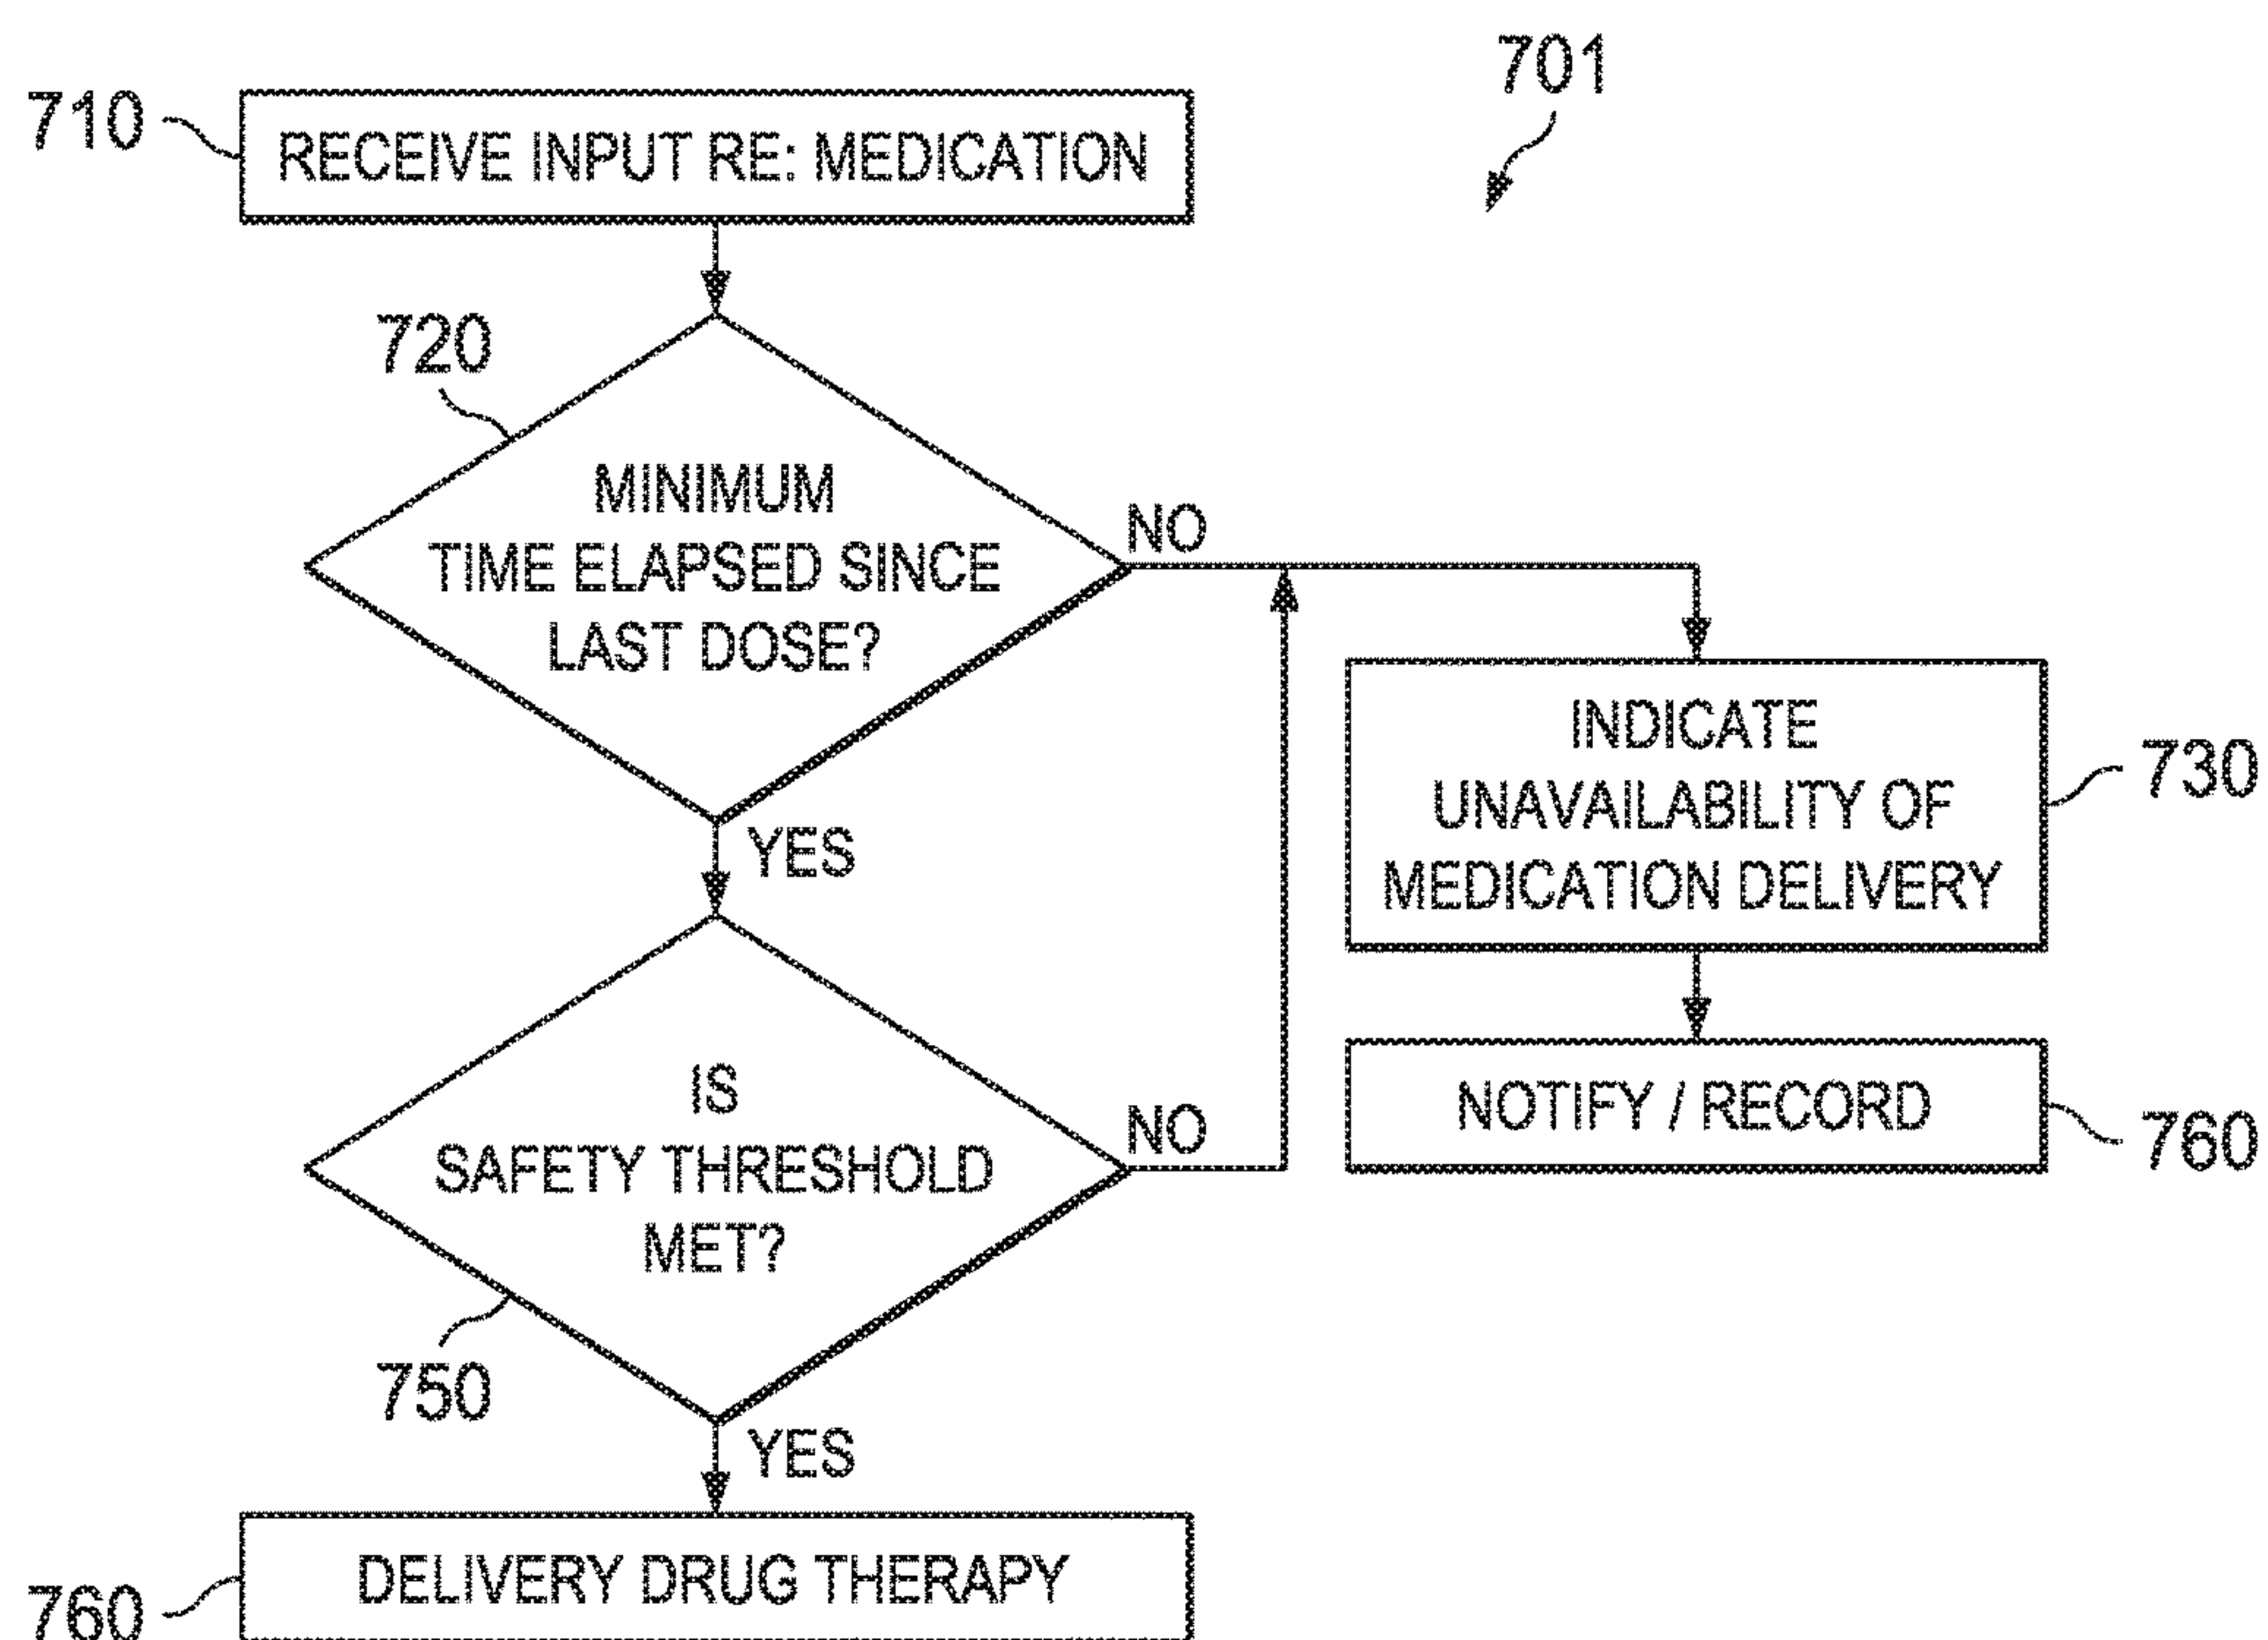 701
710
RECEIVE INPUT RE: MEDICATION
720
MINIMUM
TIME ELAPSED SINCE
LAST DOSE?
NO
YES
INDICATE
UNAVAILABILITY OF
MEDICATION DELIVERY
730
NOTIFY / RECORD
760
IS
SAFETY THRESHOLD
MET?
NO
750
YES
DELIVERY DRUG THERAPY
760